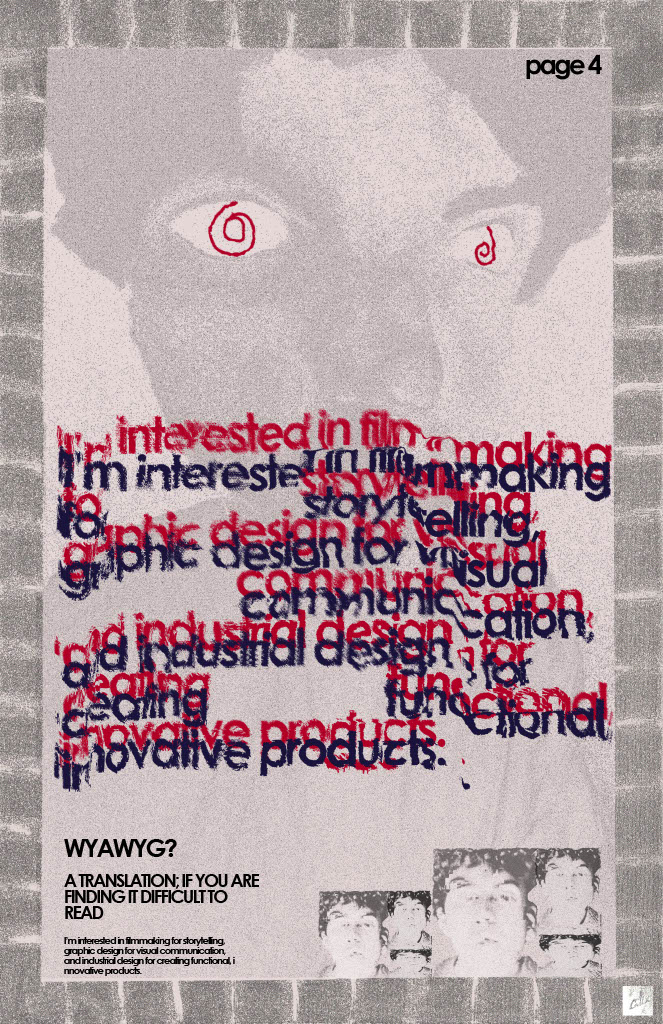 page 4
I'm interested in filmmaking
for storytelling,
graphic design for visual
communication,
and industrial design for
creating functional
innovative products.
WYAWYG?
A TRANSLATION; IF YOU ARE
FINDING IT DIFFICULT TO
READ
I'm interested in filmmaking for storytelling,
graphic design for visual communication,
and industrial design for creating functional, i
nnovative products.